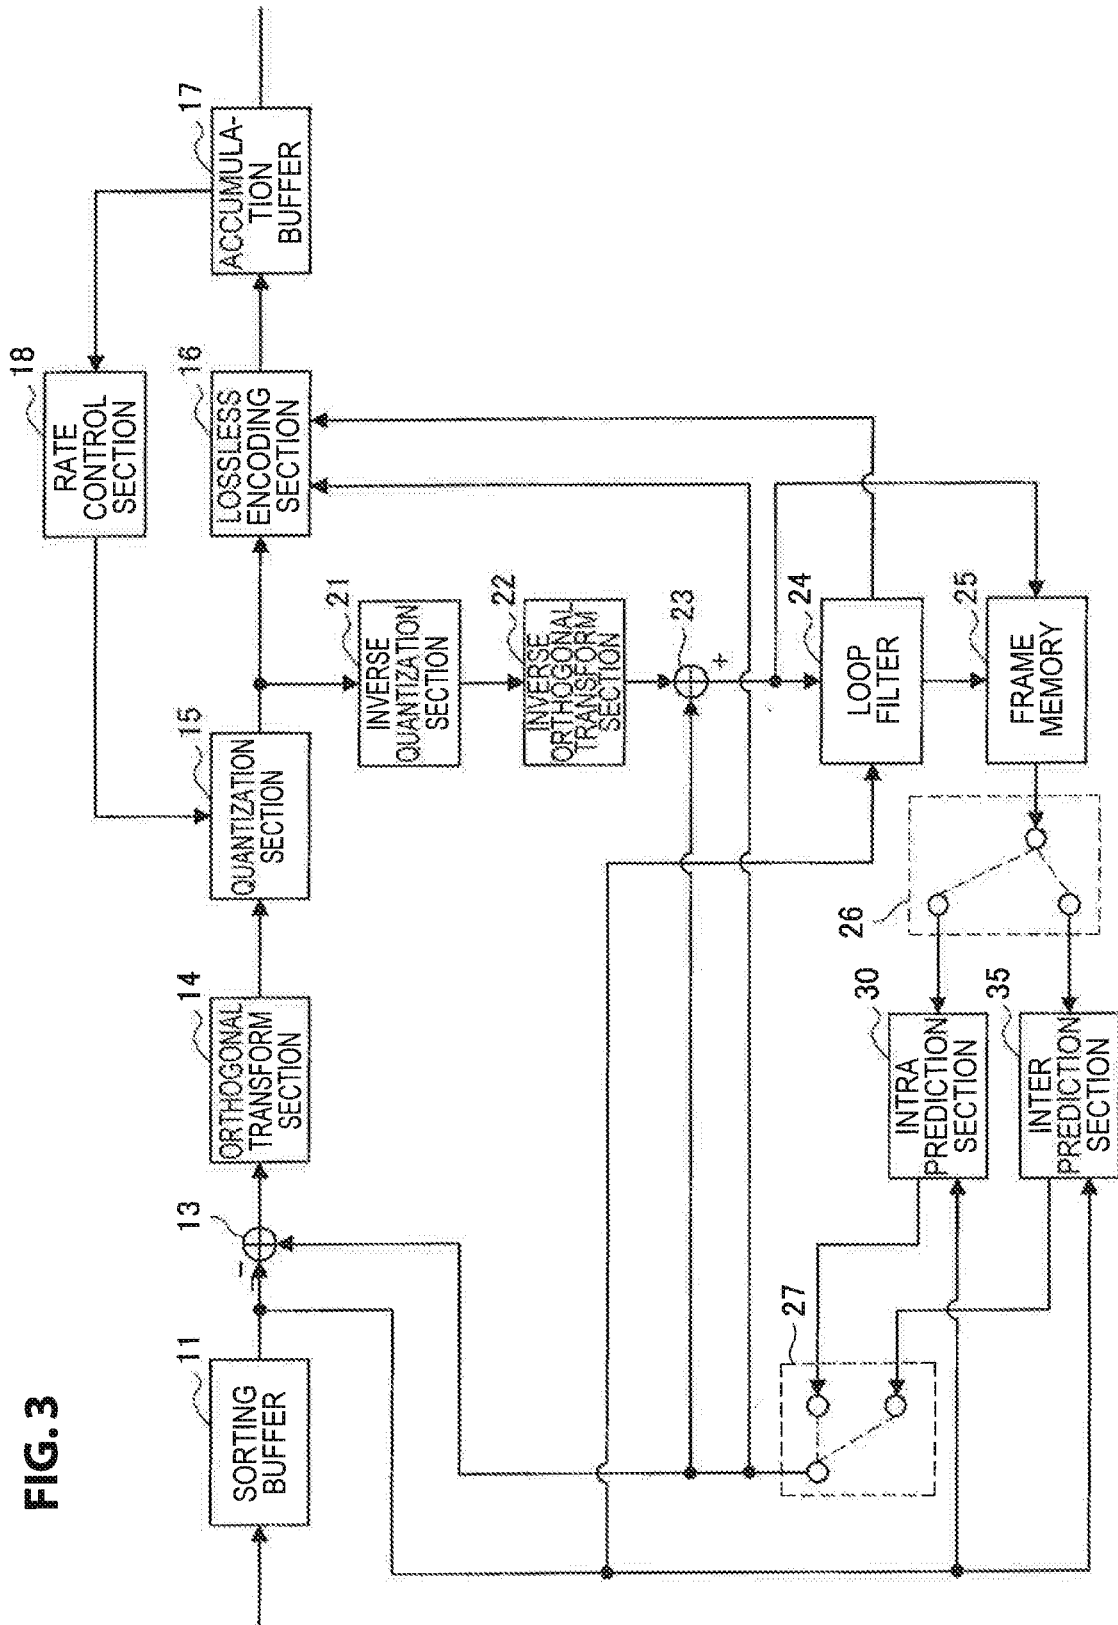 FIG. 3
11
SORTING
BUFFER
13
−
−
14
ORTHOGONAL
TRANSFORM
SECTION
15
QUANTIZATION
SECTION
16
LOSSLESS
ENCODING
SECTION
17
ACCUMULA-
TION
BUFFER
18
RATE
CONTROL
SECTION
21
INVERSE
QUANTIZATION
SECTION
22
INVERSE
ORTHOGONAL
TRANSFORM
SECTION
23
+
24
LOOP
FILTER
25
FRAME
MEMORY
26
27
30
INTRA
PREDICTION
SECTION
35
INTER
PREDICTION
SECTION